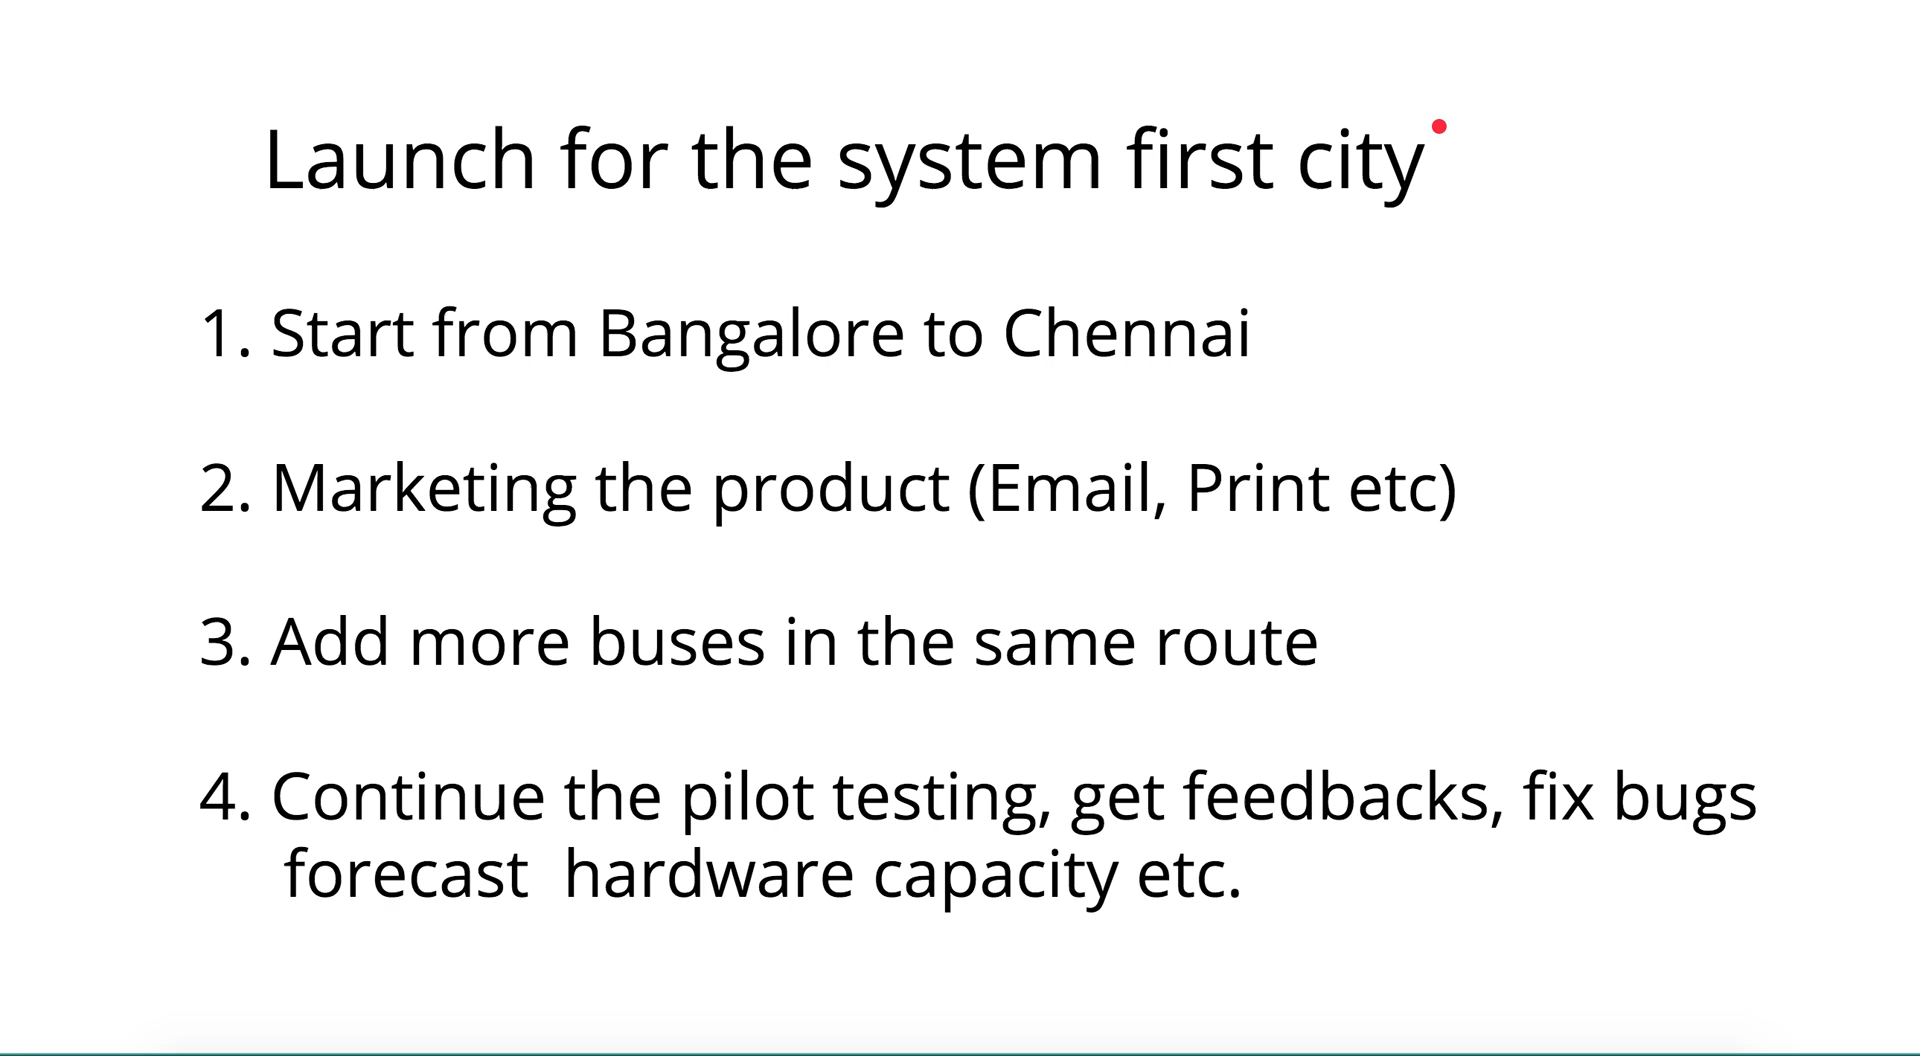 Launch for the system first city
1. Start from Bangalore to Chennai
2. Marketing the product (Email, Print etc)
3. Add more buses in the same route
4. Continue the pilot testing, get feedbacks, fix bugs
forecast  hardware capacity etc.